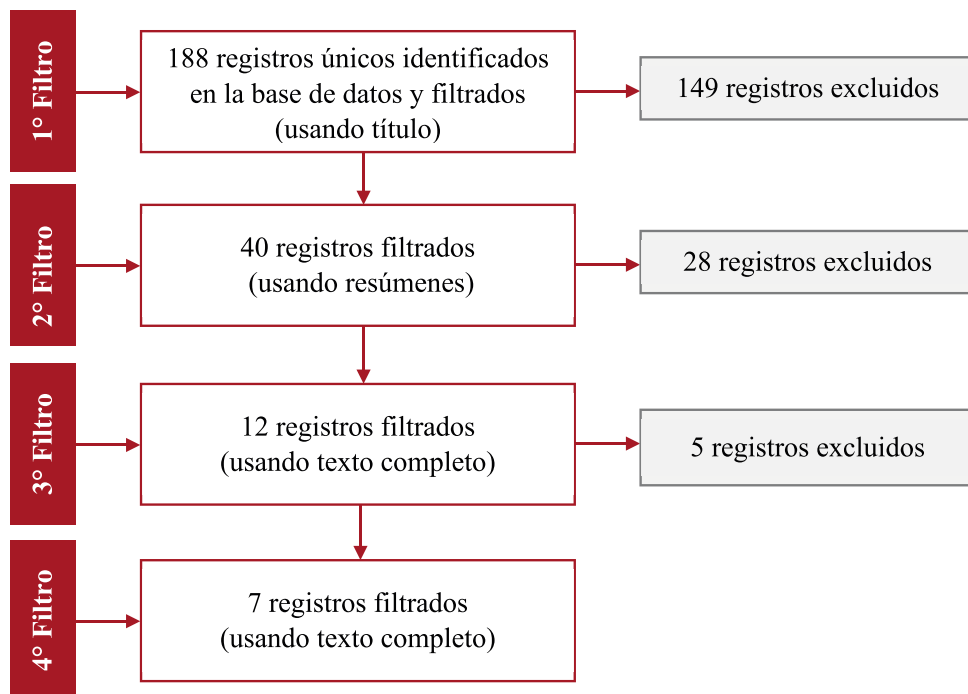 1° Filtro
188 registros únicos identificados
en la base de datos y filtrados
(usando título)
149 registros excluidos
2° Filtro
40 registros filtrados
(usando resúmenes)
28 registros excluidos
3° Filtro
12 registros filtrados
(usando texto completo)
5 registros excluidos
4° Filtro
7 registros filtrados
(usando texto completo)